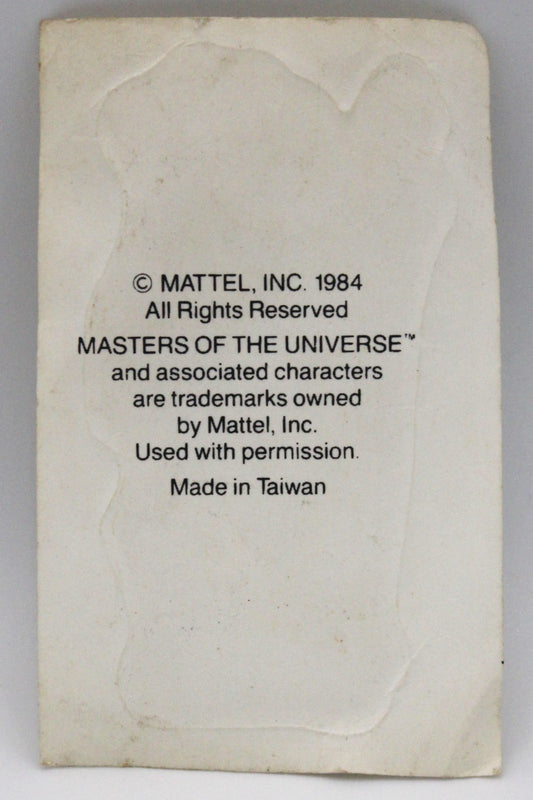 © MATTEL, INC. 1984
All Rights Reserved
MASTERS OF THE UNIVERSE™
and associated characters
are trademarks owned
by Mattel, Inc.
Used with permission.
Made in Taiwan